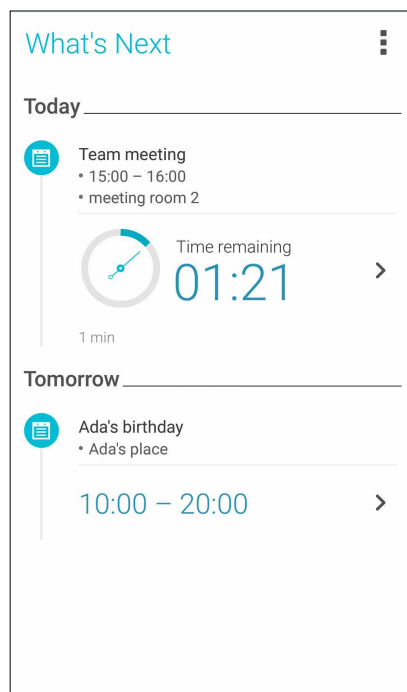 What's Next
Today
Team meeting
• 15:00 – 16:00
• meeting room 2
Time remaining
01:21
1 min
Tomorrow
Ada's birthday
• Ada's place
10:00 – 20:00